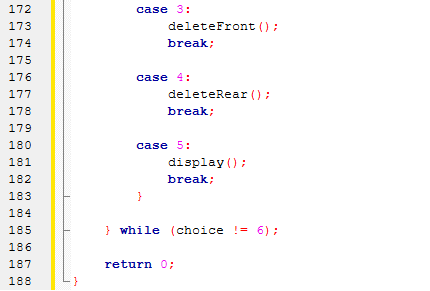 172 case 3:
173 deleteFront();
174 break;
175
176 case 4:
177 deleteRear();
178 break;
179
180 case 5:
181 display();
182 break;
183 }
184
185 } while (choice != 6);
186
187 return 0;
188 }